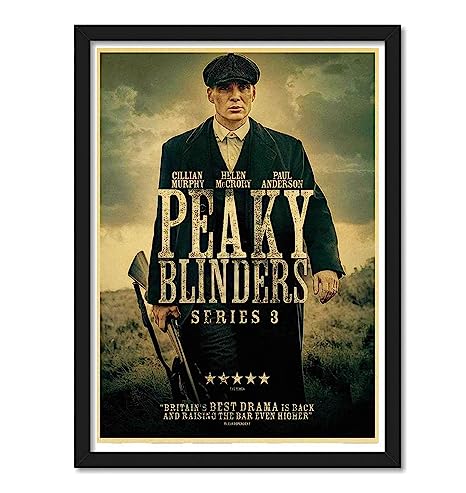 CILLIAN MURPHY
HELEN McCRORY
PAUL ANDERSON
PEAKY
BLINDERS
SERIES 3
"BRITAIN'S BEST DRAMA IS BACK
AND RAISING THE BAR EVEN HIGHER"